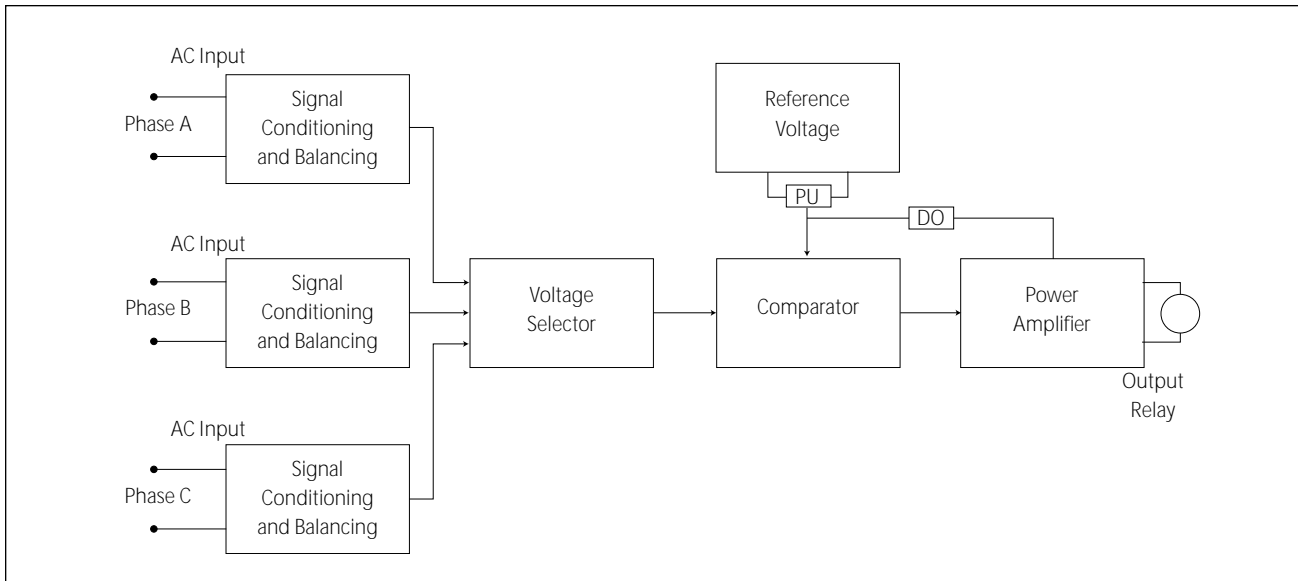 AC Input
Phase A
Signal
Conditioning
and Balancing
AC Input
Phase B
Signal
Conditioning
and Balancing
AC Input
Phase C
Signal
Conditioning
and Balancing
Voltage
Selector
Reference
Voltage
PU
DO
Comparator
Power
Amplifier
Output
Relay